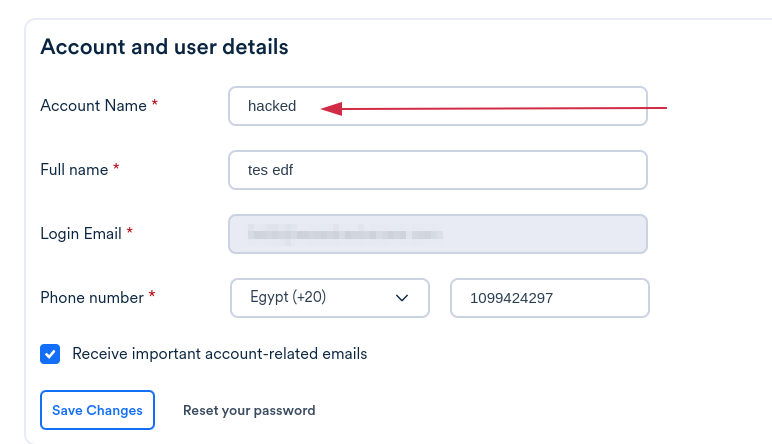 Account and user details
Account Name * hacked
Full name * tes edf
Login Email *
Phone number * Egypt (+20) 1099424297
Receive important account-related emails
Save Changes Reset your password